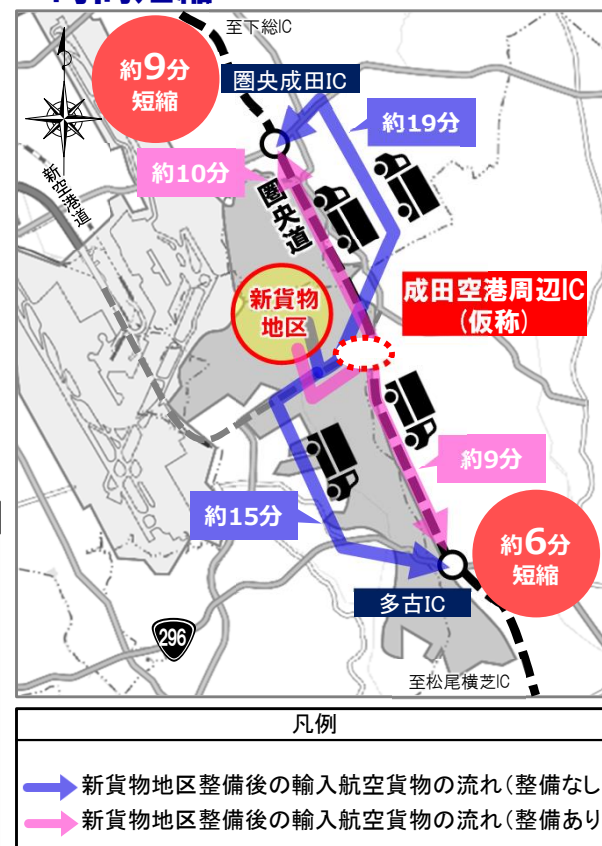 至下総IC
約9分
短縮
圏央成田IC
約19分
約10分
新空港道
圏央道
成田空港周辺IC
(仮称)
新貨物
地区
約9分
約15分
約6分
短縮
多古IC
296
至松尾横芝IC
凡例
新貨物地区整備後の輸入航空貨物の流れ(整備なし
新貨物地区整備後の輸入航空貨物の流れ(整備あり